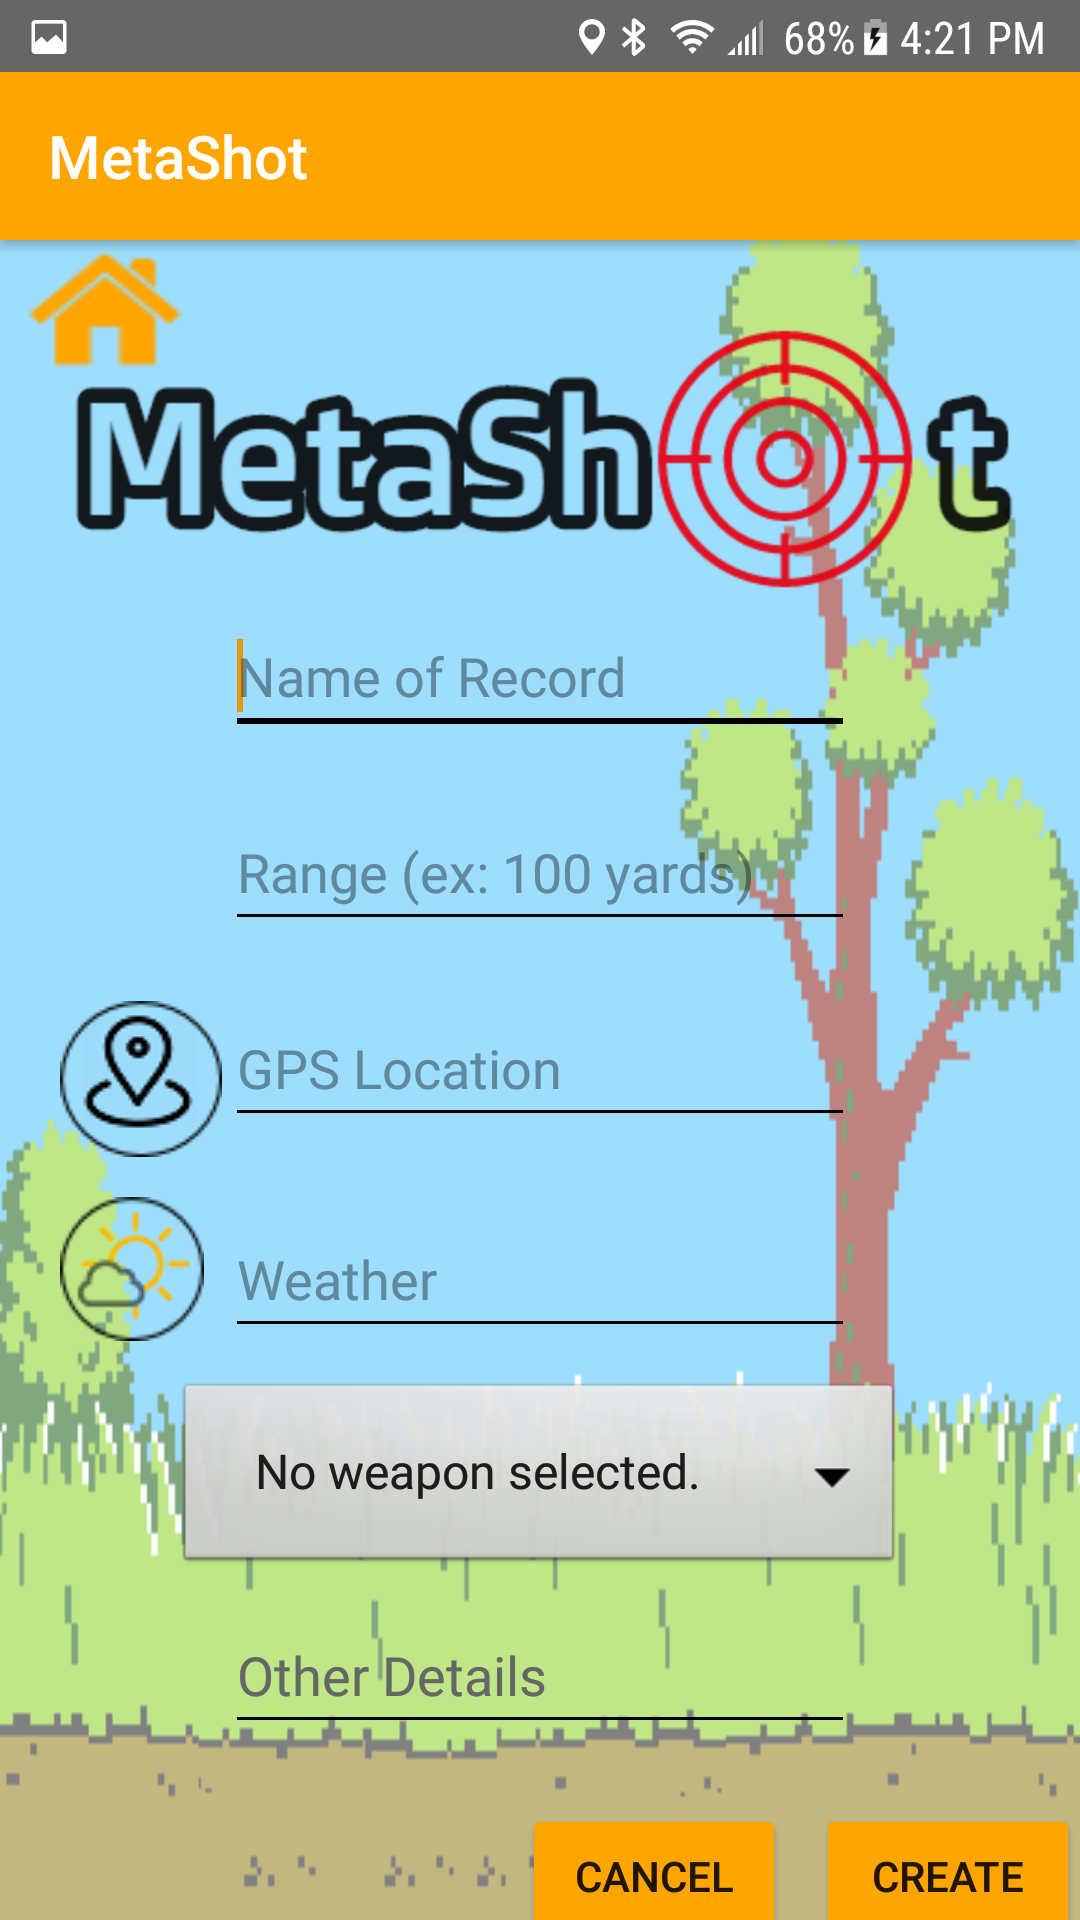 68% 4:21 PM
MetaShot
MetaShot
Name of Record
Range (ex: 100 yards)
GPS Location
Weather
No weapon selected.
Other Details
CANCEL CREATE